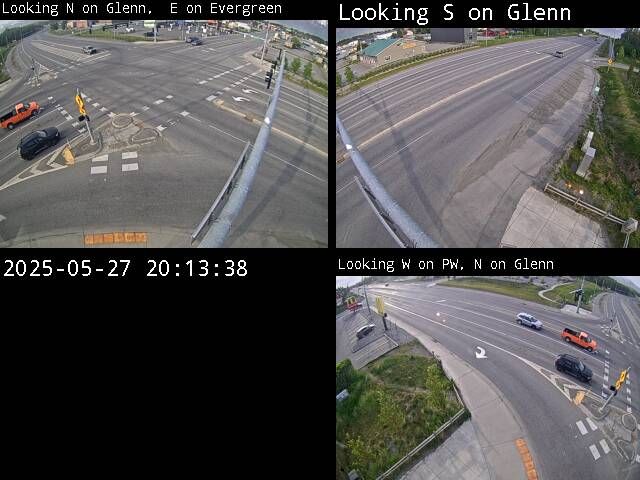 Looking N on Glenn,  E on Evergreen
Looking S on Glenn
2025-05-27 20:13:38
Looking W on PW, N on Glenn